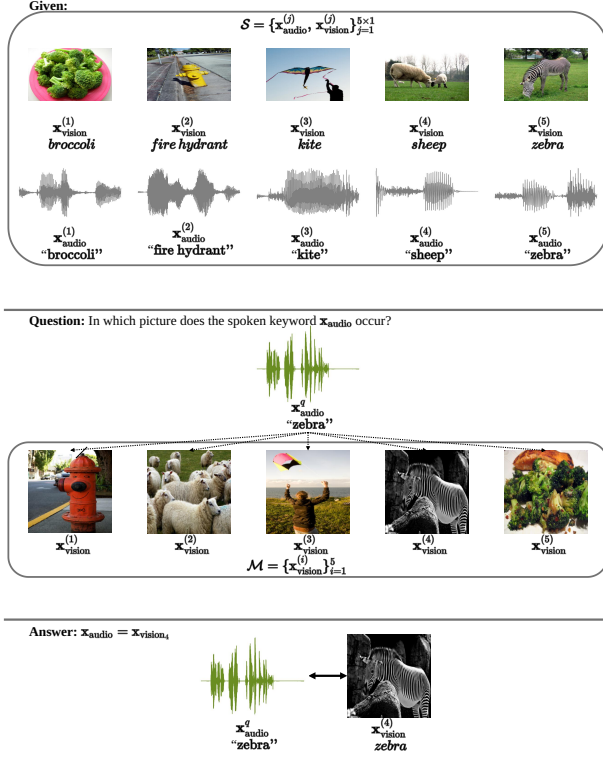 Given:
𝒮 = {x_audio^(j), x_vision^(j)}_{j=1}^{5×1}
x_vision^(1) x_vision^(2) x_vision^(3) x_vision^(4) x_vision^(5)
broccoli fire hydrant kite sheep zebra
x_audio^(1) x_audio^(2) x_audio^(3) x_audio^(4) x_audio^(5)
“broccoli” “fire hydrant” “kite” “sheep” “zebra”
Question: In which picture does the spoken keyword x_audio occur?
x_audio^q
“zebra”
x_vision^(1) x_vision^(2) x_vision^(3) x_vision^(4) x_vision^(5)
ℳ = {x_vision^(i)}_{i=1}^5
Answer: x_audio = x_vision_4
x_audio^q x_vision^(4)
“zebra” zebra